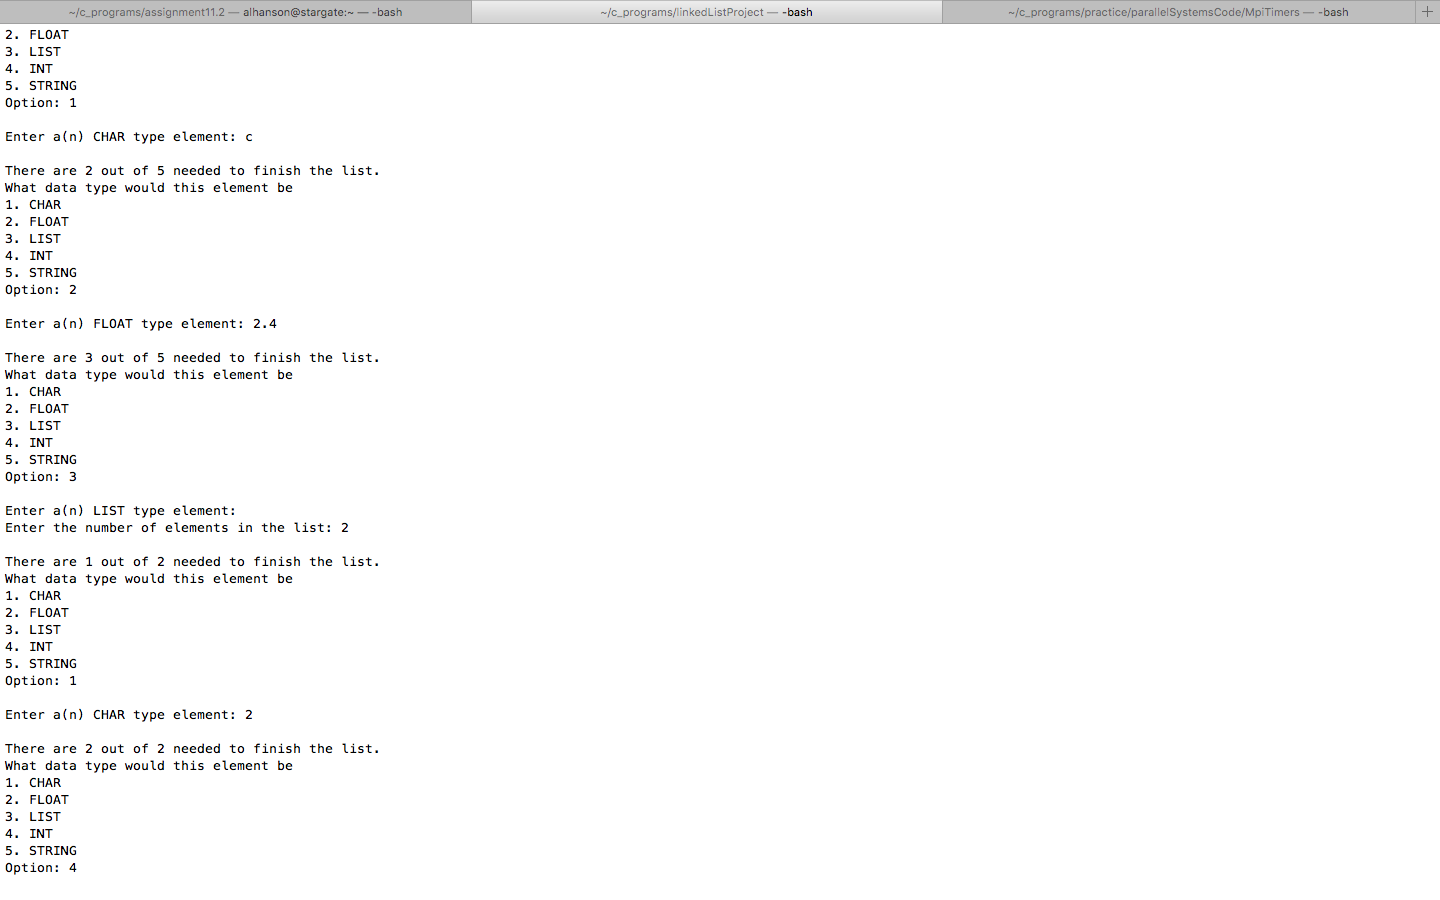 ~/c_programs/assignment11.2 — alhanson@stargate:~ — -bash
~/c_programs/linkedListProject — -bash
~/c_programs/practice/parallelSystemsCode/MpiTimers — -bash
+
2. FLOAT
3. LIST
4. INT
5. STRING
Option: 1
Enter a(n) CHAR type element: c
There are 2 out of 5 needed to finish the list.
What data type would this element be
1. CHAR
2. FLOAT
3. LIST
4. INT
5. STRING
Option: 2
Enter a(n) FLOAT type element: 2.4
There are 3 out of 5 needed to finish the list.
What data type would this element be
1. CHAR
2. FLOAT
3. LIST
4. INT
5. STRING
Option: 3
Enter a(n) LIST type element:
Enter the number of elements in the list: 2
There are 1 out of 2 needed to finish the list.
What data type would this element be
1. CHAR
2. FLOAT
3. LIST
4. INT
5. STRING
Option: 1
Enter a(n) CHAR type element: 2
There are 2 out of 2 needed to finish the list.
What data type would this element be
1. CHAR
2. FLOAT
3. LIST
4. INT
5. STRING
Option: 4